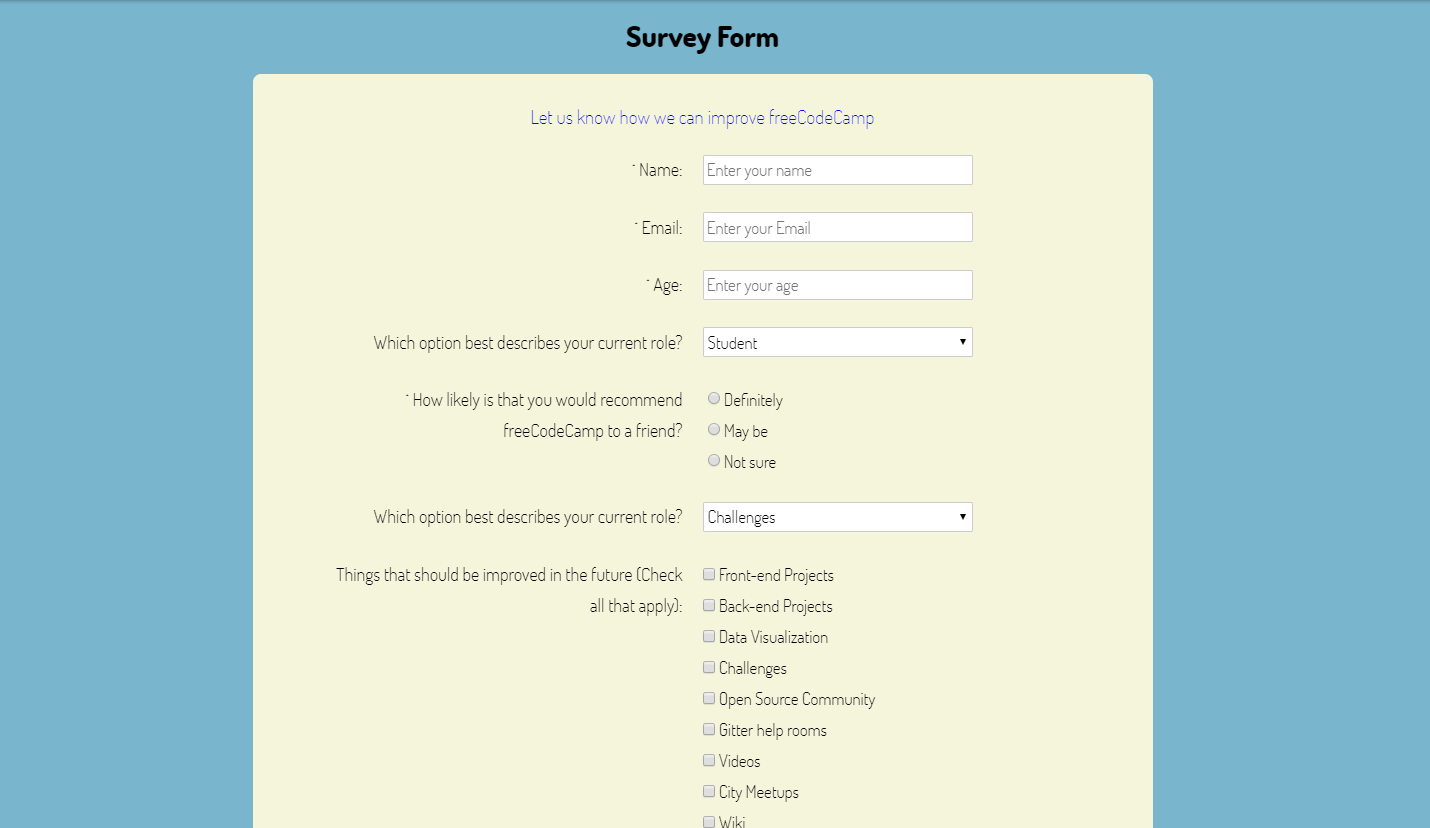 Survey Form
Let us know how we can improve freeCodeCamp
* Name: Enter your name
* Email: Enter your Email
* Age: Enter your age
Which option best describes your current role? Student
* How likely is that you would recommend Definitely
freeCodeCamp to a friend? May be
Not sure
Which option best describes your current role? Challenges
Things that should be improved in the future (Check Front-end Projects
all that apply): Back-end Projects
Data Visualization
Challenges
Open Source Community
Gitter help rooms
Videos
City Meetups
Wiki